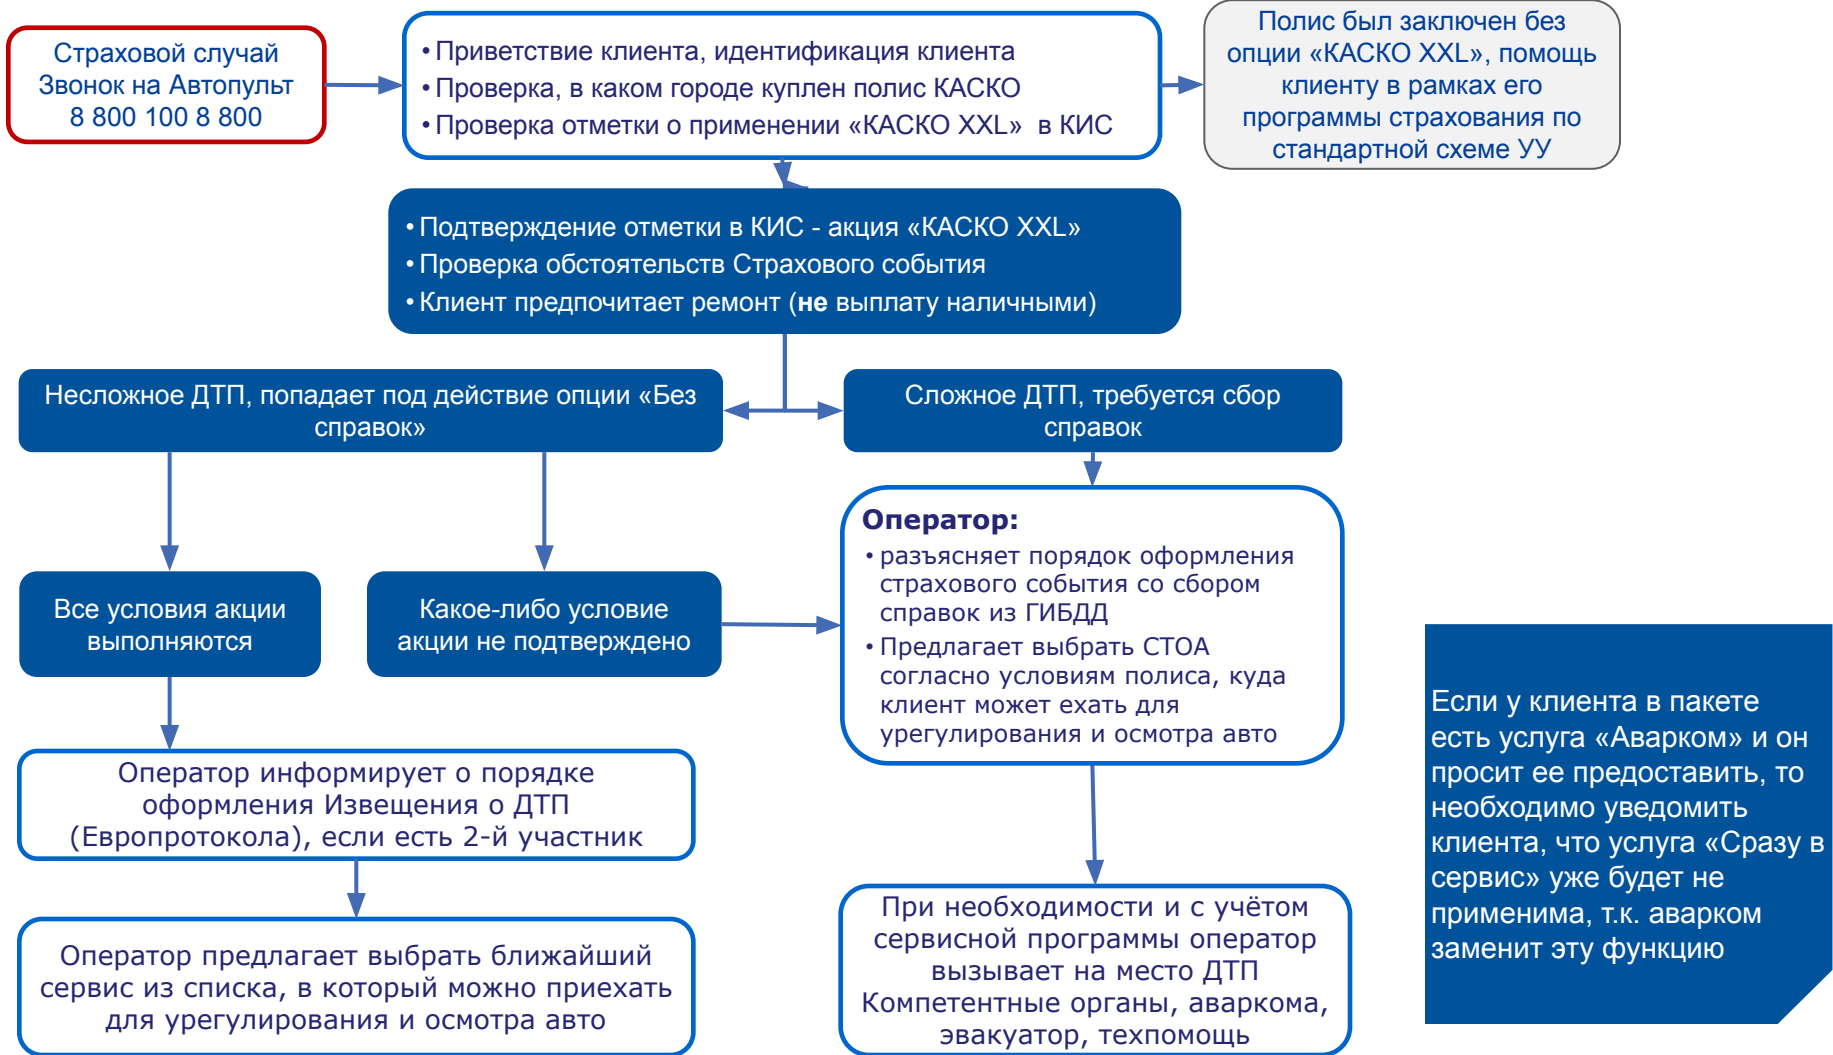 Страховой случай
Звонок на Автопульт
8 800 100 8 800
• Приветствие клиента, идентификация клиента
• Проверка, в каком городе куплен полис КАСКО
• Проверка отметки о применении «КАСКО XXL» в КИС
Полис был заключен без
опции «КАСКО XXL», помощь
клиенту в рамках его
программы страхования по
стандартной схеме УУ
• Подтверждение отметки в КИС - акция «КАСКО XXL»
• Проверка обстоятельств Страхового события
• Клиент предпочитает ремонт (не выплату наличными)
Несложное ДТП, попадает под действие опции «Без
справок»
Сложное ДТП, требуется сбор
справок
Все условия акции
выполняются
Какое-либо условие
акции не подтверждено
Оператор:
• разъясняет порядок оформления
страхового события со сбором
справок из ГИБДД
• Предлагает выбрать СТОА
согласно условиям полиса, куда
клиент может ехать для
урегулирования и осмотра авто
Оператор информирует о порядке
оформления Извещения о ДТП
(Европротокола), если есть 2-й участник
Оператор предлагает выбрать ближайший
сервис из списка, в который можно приехать
для урегулирования и осмотра авто
При необходимости и с учётом
сервисной программы оператор
вызывает на место ДТП
Компетентные органы, аваркома,
эвакуатор, техпомощь
Если у клиента в пакете
есть услуга «Аварком» и он
просит ее предоставить, то
необходимо уведомить
клиента, что услуга «Сразу в
сервис» уже будет не
применима, т.к. аварком
заменит эту функцию